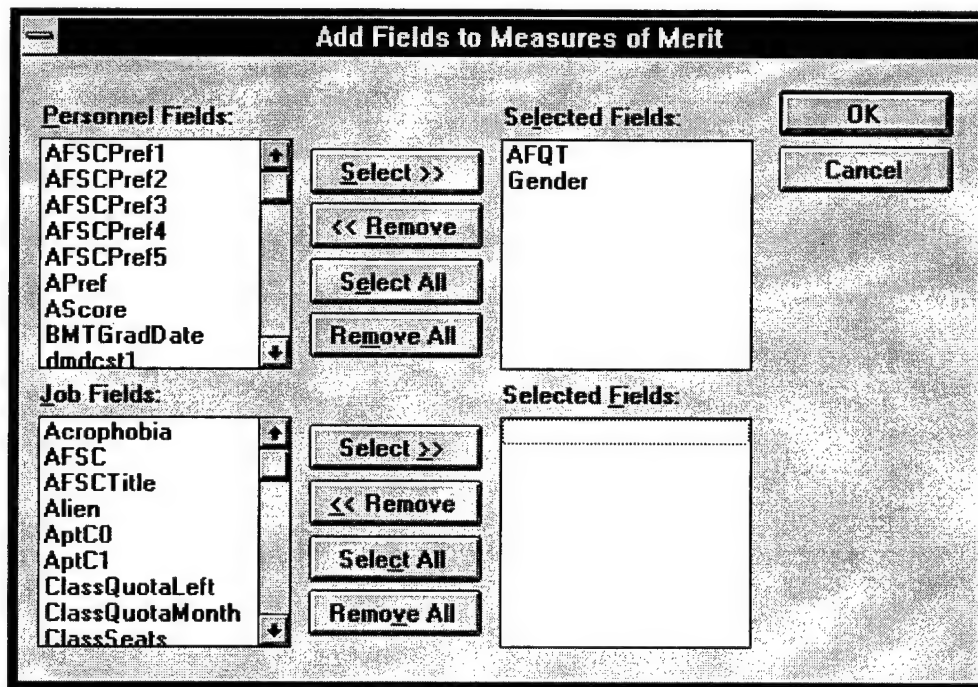 Add Fields to Measures of Merit
Personnel Fields:
AFSCPref1
AFSCPref2
AFSCPref3
AFSCPref4
AFSCPref5
APref
AScore
BMTGradDate
dmdcst1
Select >>
<< Remove
Select All
Remove All
Selected Fields:
AFQT
Gender
OK
Cancel
Job Fields:
Acrophobia
AFSC
AFSCTitle
Alien
AptC0
AptC1
ClassQuotaLeft
ClassQuotaMonth
ClassSeats
Select >>
<< Remove
Select All
Remove All
Selected Fields: